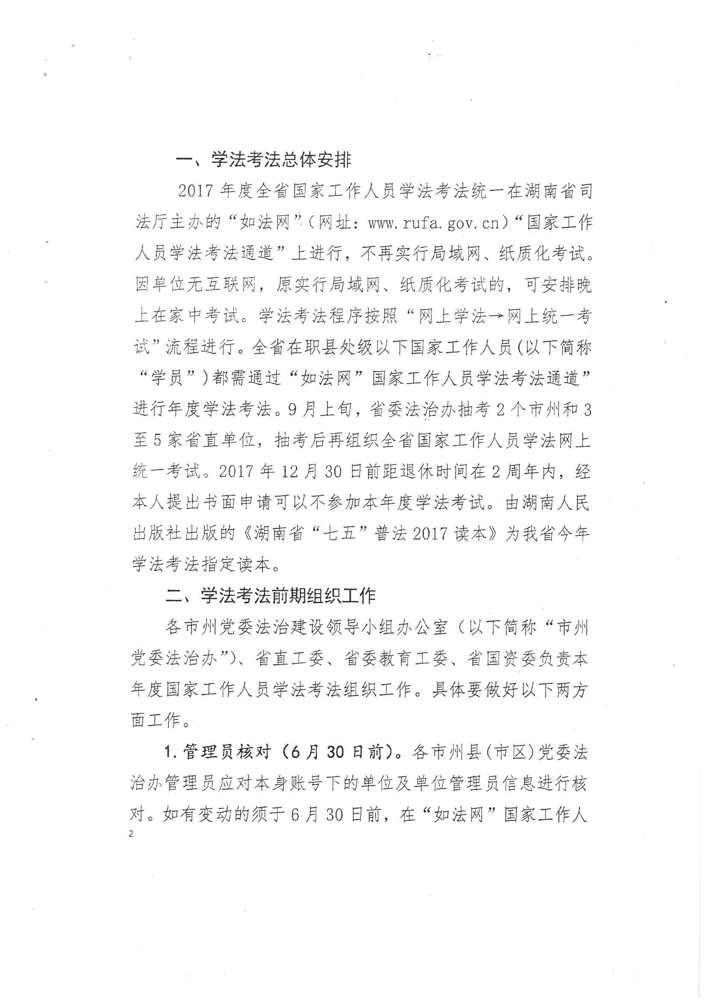 一、学法考法总体安排
2017 年度全省国家工作人员学法考法统一在湖南省司
法厅主办的“如法网”（网址：www.rufa.gov.cn）“国家工作
人员学法考法通道”上进行，不再实行局域网、纸质化考试。
因单位无互联网，原实行局域网、纸质化考试的，可安排晚
上在家中考试。学法考法程序按照“网上学法→网上统一考
试”流程进行。全省在职县处级以下国家工作人员(以下简称
“学员”)都需通过“如法网”国家工作人员学法考法通道”
进行年度学法考法。9 月上旬，省委法治办抽考 2 个市州和 3
至 5 家省直单位，抽考后再组织全省国家工作人员学法网上
统一考试。2017 年 12 月 30 日前距退休时间在 2 周年内，经
本人提出书面申请可以不参加本年度学法考试。由湖南人民
出版社出版的《湖南省“七五”普法 2017 读本》为我省今年
学法考法指定读本。
二、学法考法前期组织工作
各市州党委法治建设领导小组办公室（以下简称“市州
党委法治办”）、省直工委、省委教育工委、省国资委负责本
年度国家工作人员学法考法组织工作。具体要做好以下两方
面工作。
1. 管理员核对（6 月 30 日前）。各市州县(市区)党委法
治办管理员应对本身账号下的单位及单位管理员信息进行核
对。如有变动的须于 6 月 30 日前，在“如法网”国家工作人
2